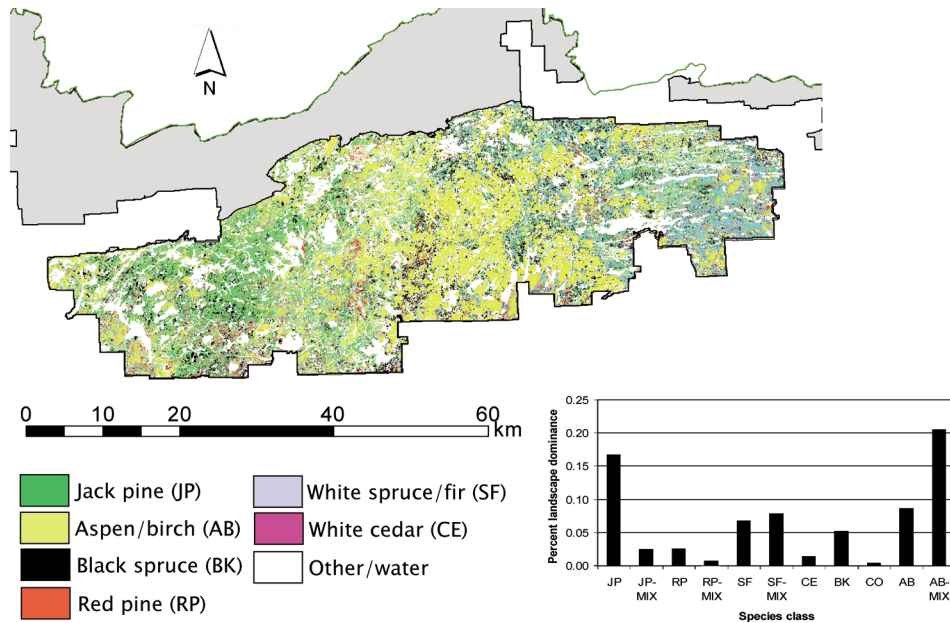 N
0 10 20 40 60 km
Jack pine (JP)
Aspen/birch (AB)
Black spruce (BK)
Red pine (RP)
White spruce/fir (SF)
White cedar (CE)
Other/water
Percent landscape dominance
0.25
0.20
0.15
0.10
0.05
0.00
JP JP-MIX RP RP-MIX SF SF-MIX CE BK CO AB AB-MIX
Species class